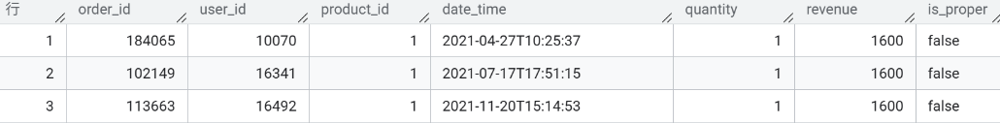 行 order_id user_id product_id date_time quantity revenue is_proper
1 184065 10070 1 2021-04-27T10:25:37 1 1600 false
2 102149 16341 1 2021-07-17T17:51:15 1 1600 false
3 113663 16492 1 2021-11-20T15:14:53 1 1600 false